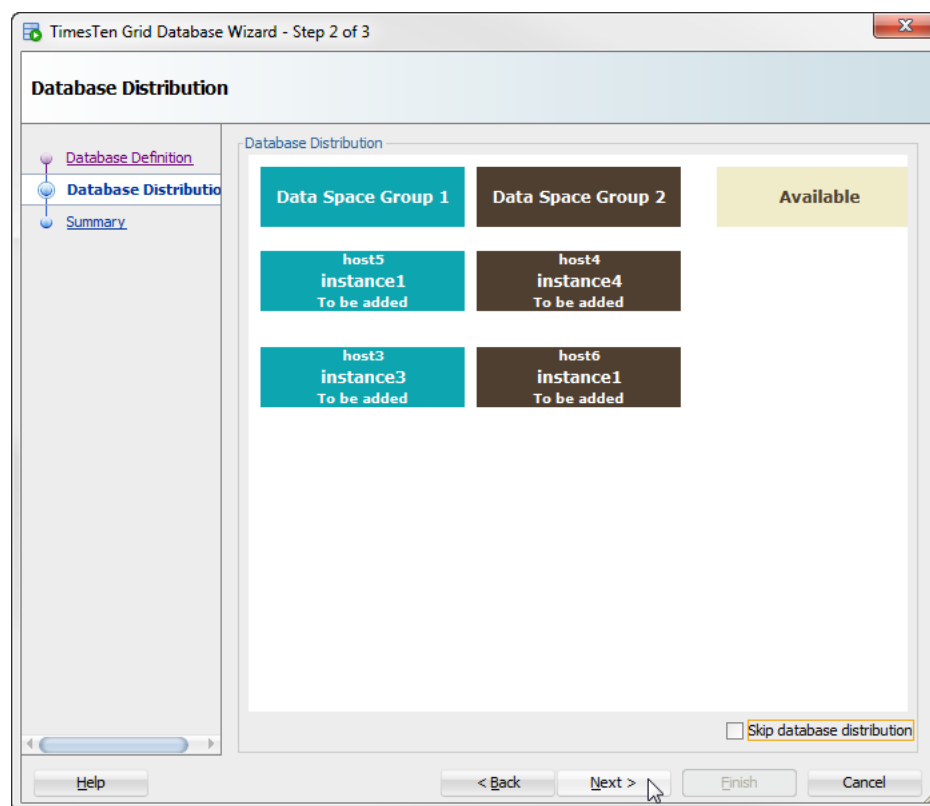 TimesTen Grid Database Wizard - Step 2 of 3
x
Database Distribution
Database Definition
Database Distributio
Summary
Database Distribution
Data Space Group 1
Data Space Group 2
Available
host5
instance1
To be added
host4
instance4
To be added
host3
instance3
To be added
host6
instance1
To be added
Skip database distribution
Help
< Back
Next >
Finish
Cancel